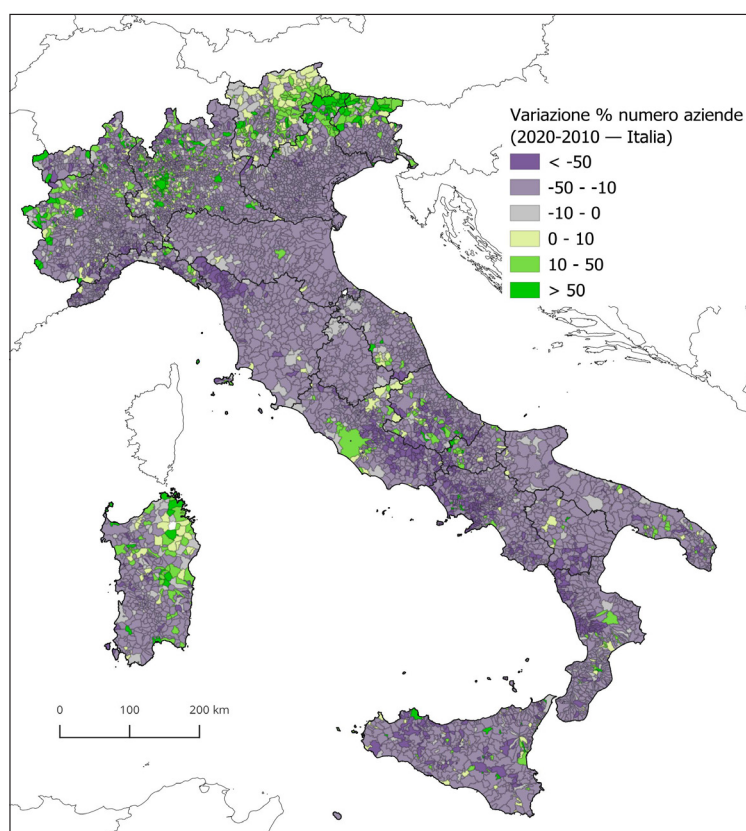 Variazione % numero aziende
(2020-2010 — Italia)
< -50
-50 - -10
-10 - 0
0 - 10
10 - 50
> 50
0 100 200 km